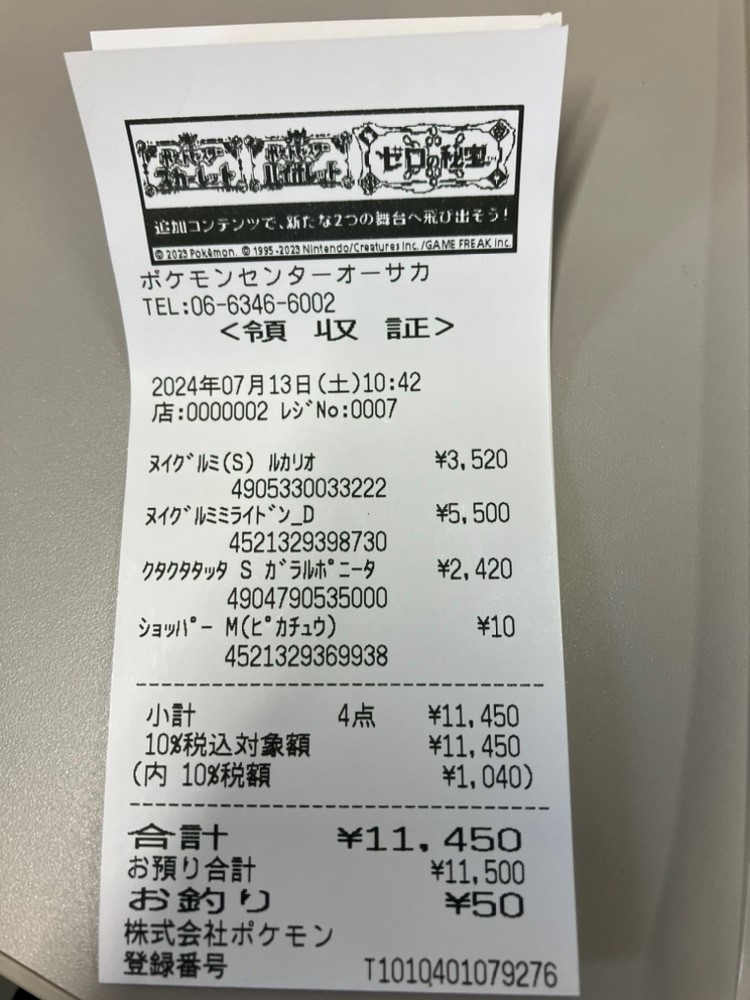 ポケットモンスター ポケットモンスター
スカーレット バイオレット ゼロの秘宝
追加コンテンツで、新たな2つの舞台へ飛び出そう!
© 2023 Pokémon. © 1995-2023 Nintendo/Creatures Inc. /GAME FREAK inc.
ポケモンセンターオーサカ
TEL:06-6346-6002
<領 収 証>
2024年07月13日(土)10:42
店:0000002 レジNo:0007
ヌイグルミ(S) ルカリオ ¥3,520
4905330033222
ヌイグルミミライドン_D ¥5,500
4521329398730
クタクタタッタ S ガラルポニータ ¥2,420
4904790535000
ショッパー M(ピカチュウ) ¥10
4521329369938
小計 4点 ¥11,450
10%税込対象額 ¥11,450
(内 10%税額 ¥1,040)
合計 ¥11,450
お預り合計 ¥11,500
お釣り ¥50
株式会社ポケモン
登録番号 T1010401079276